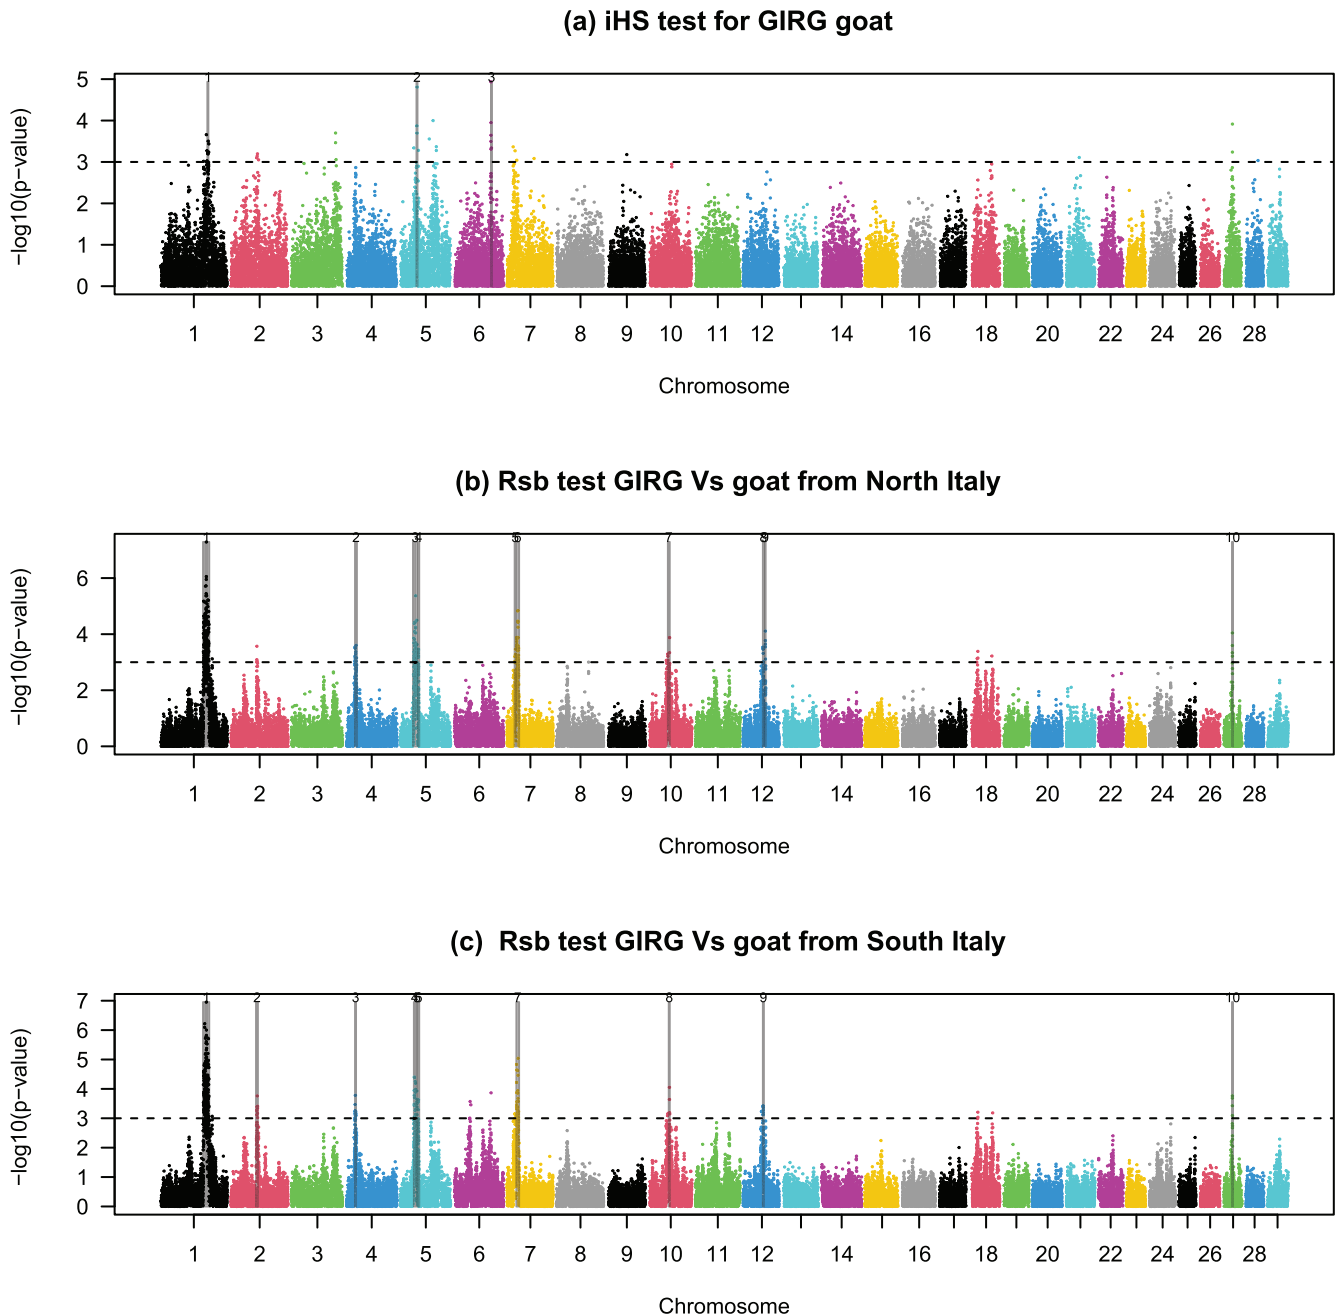 (a) iHS test for GIRG goat
1 2 3
5
4
3
2
1
0
−log10(p−value)
1 2 3 4 5 6 7 8 9 10 11 12 14 16 18 20 22 24 26 28
Chromosome
(b) Rsb test GIRG Vs goat from North Italy
1 2 3 4 5 6 7 8 9 10
6
4
2
0
−log10(p−value)
1 2 3 4 5 6 7 8 9 10 11 12 14 16 18 20 22 24 26 28
Chromosome
(c) Rsb test GIRG Vs goat from South Italy
1 2 3 4 5 6 7 8 9 10
7
6
5
4
3
2
1
0
−log10(p−value)
1 2 3 4 5 6 7 8 9 10 11 12 14 16 18 20 22 24 26 28
Chromosome